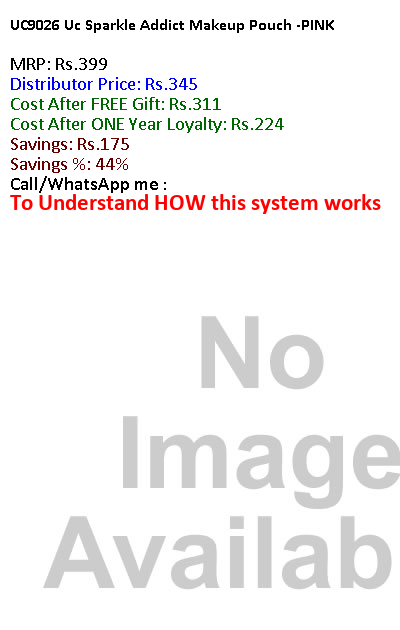 UC9026 Uc Sparkle Addict Makeup Pouch -PINK
MRP: Rs.399
Distributor Price: Rs.345
Cost After FREE Gift: Rs.311
Cost After ONE Year Loyalty: Rs.224
Savings: Rs.175
Savings %: 44%
Call/WhatsApp me :
To Understand HOW this system works
No
Image
Availab